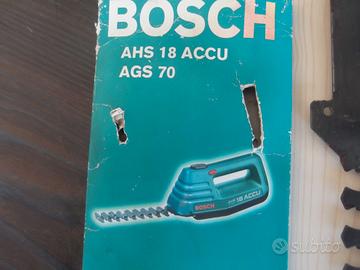 BOSCH
AHS 18 ACCU
AGS 70
BOSCH
AHS 18 ACCU
subito